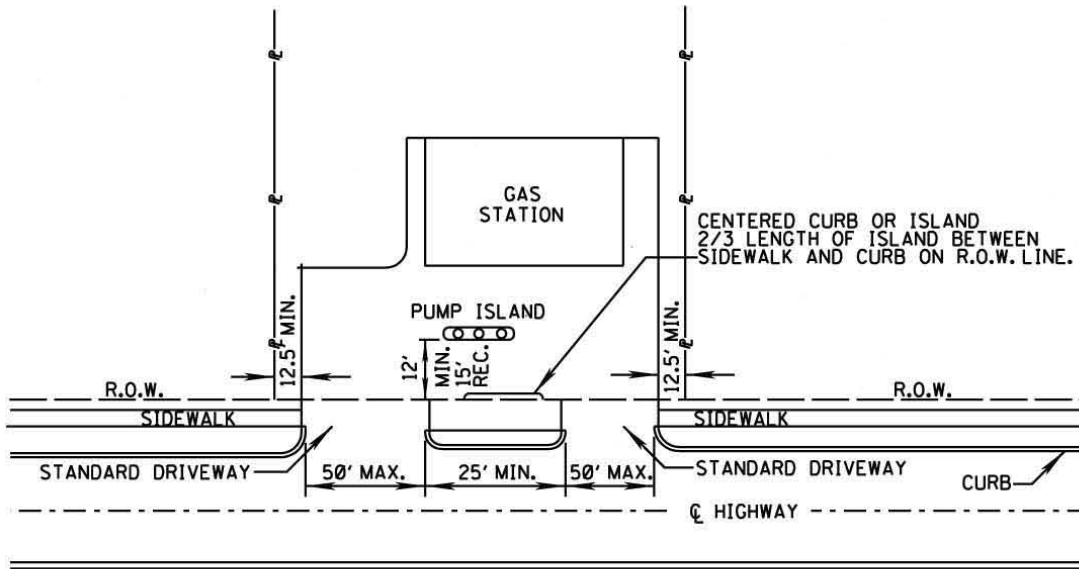 ℄
℄
℄
℄
GAS
STATION
CENTERED CURB OR ISLAND
2/3 LENGTH OF ISLAND BETWEEN
SIDEWALK AND CURB ON R.O.W. LINE.
PUMP ISLAND
℄
℄
12.5' MIN.
12'
MIN.
15'
REC.
12.5' MIN.
R.O.W.
R.O.W.
SIDEWALK
SIDEWALK
STANDARD DRIVEWAY
50' MAX.
25' MIN.
50' MAX.
STANDARD DRIVEWAY
CURB
℄ HIGHWAY